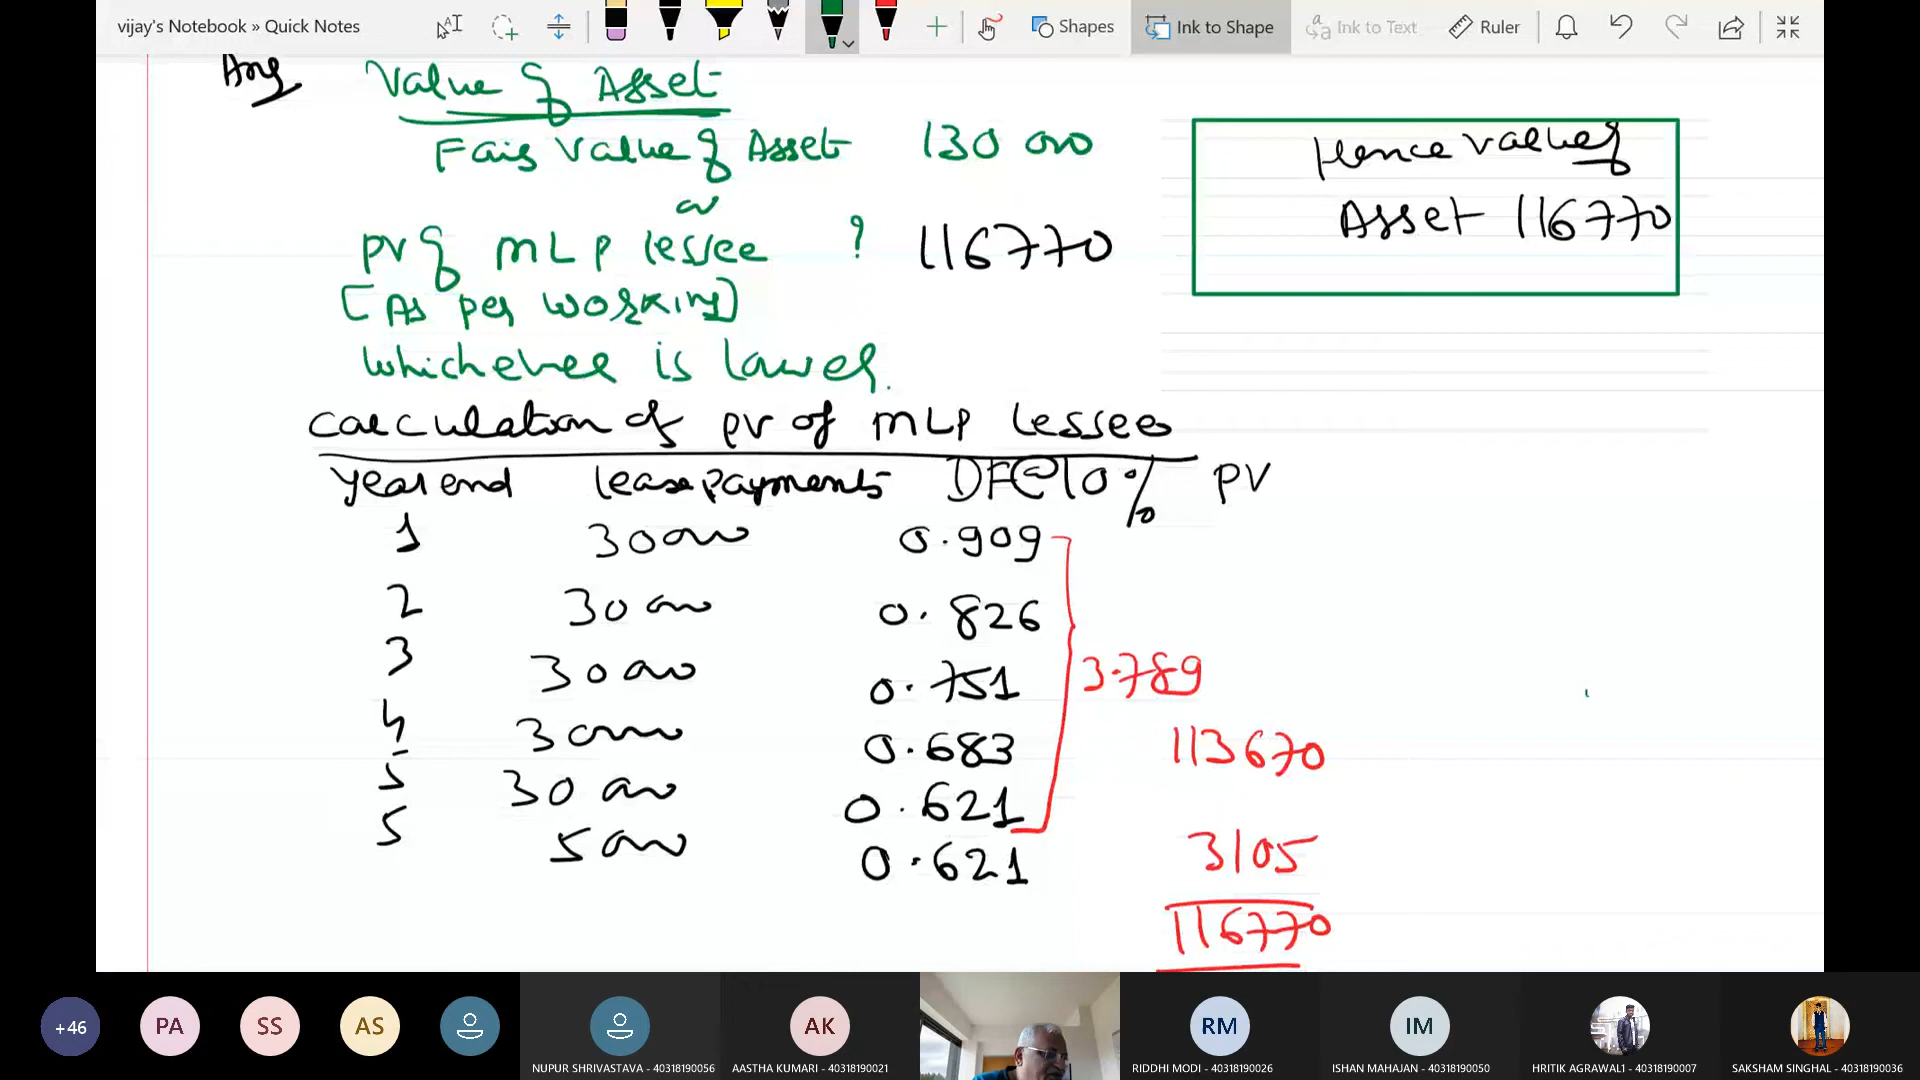 vijay's Notebook » Quick Notes Shapes Ink to Shape Ink to Text Ruler
Ans Value of Asset
Fair Value of Asset 130 000
or
PV of MLP lessee ? 116770
[As per working]
Whichever is lower.
Hence value of
Asset 116770
Calculation of PV of MLP lessee
Year end Lease payments DF@10% PV
1 30000 0.909
2 30000 0.826
3 30000 0.751
4 30000 0.683
5 30000 0.621
3.789
113670
5 5000 0.621
3105
116770
+46 PA SS AS AK RM IM
NUPUR SHRIVASTAVA - 40318190056 AASTHA KUMARI - 40318190021 RIDDHI MODI - 40318190026 ISHAN MAHAJAN - 40318190050 HRITIK AGRAWAL1 - 40318190007 SAKSHAM SINGHAL - 40318190036